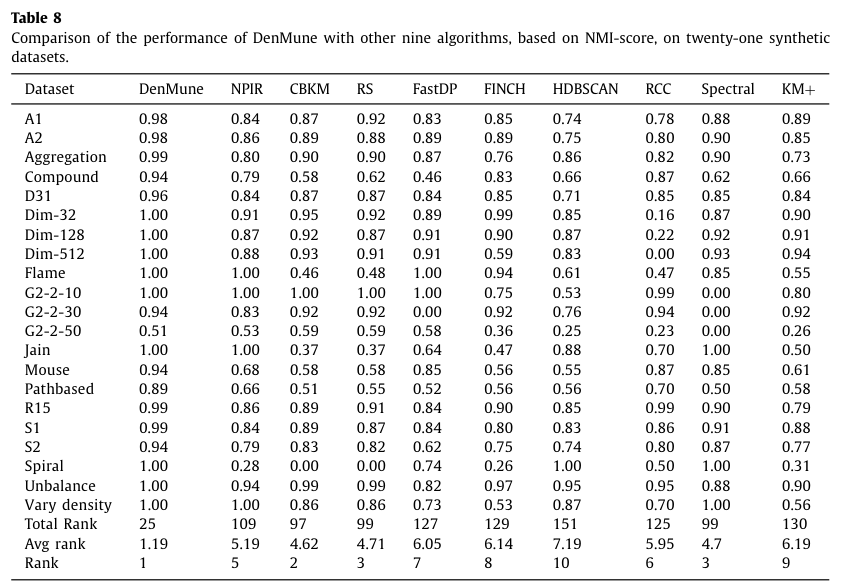 Table 8
Comparison of the performance of DenMune with other nine algorithms, based on NMI-score, on twenty-one synthetic
datasets.
Dataset DenMune NPIR CBKM RS FastDP FINCH HDBSCAN RCC Spectral KM+
A1 0.98 0.84 0.87 0.92 0.83 0.85 0.74 0.78 0.88 0.89
A2 0.98 0.86 0.89 0.88 0.89 0.89 0.75 0.80 0.90 0.85
Aggregation 0.99 0.80 0.90 0.90 0.87 0.76 0.86 0.82 0.90 0.73
Compound 0.94 0.79 0.58 0.62 0.46 0.83 0.66 0.87 0.62 0.66
D31 0.96 0.84 0.87 0.87 0.84 0.85 0.71 0.85 0.85 0.84
Dim-32 1.00 0.91 0.95 0.92 0.89 0.99 0.85 0.16 0.87 0.90
Dim-128 1.00 0.87 0.92 0.87 0.91 0.90 0.87 0.22 0.92 0.91
Dim-512 1.00 0.88 0.93 0.91 0.91 0.59 0.83 0.00 0.93 0.94
Flame 1.00 1.00 0.46 0.48 1.00 0.94 0.61 0.47 0.85 0.55
G2-2-10 1.00 1.00 1.00 1.00 1.00 0.75 0.53 0.99 0.00 0.80
G2-2-30 0.94 0.83 0.92 0.92 0.00 0.92 0.76 0.94 0.00 0.92
G2-2-50 0.51 0.53 0.59 0.59 0.58 0.36 0.25 0.23 0.00 0.26
Jain 1.00 1.00 0.37 0.37 0.64 0.47 0.88 0.70 1.00 0.50
Mouse 0.94 0.68 0.58 0.58 0.85 0.56 0.55 0.87 0.85 0.61
Pathbased 0.89 0.66 0.51 0.55 0.52 0.56 0.56 0.70 0.50 0.58
R15 0.99 0.86 0.89 0.91 0.84 0.90 0.85 0.99 0.90 0.79
S1 0.99 0.84 0.89 0.87 0.84 0.80 0.83 0.86 0.91 0.88
S2 0.94 0.79 0.83 0.82 0.62 0.75 0.74 0.80 0.87 0.77
Spiral 1.00 0.28 0.00 0.00 0.74 0.26 1.00 0.50 1.00 0.31
Unbalance 1.00 0.94 0.99 0.99 0.82 0.97 0.95 0.95 0.88 0.90
Vary density 1.00 1.00 0.86 0.86 0.73 0.53 0.87 0.70 1.00 0.56
Total Rank 25 109 97 99 127 129 151 125 99 130
Avg rank 1.19 5.19 4.62 4.71 6.05 6.14 7.19 5.95 4.7 6.19
Rank 1 5 2 3 7 8 10 6 3 9